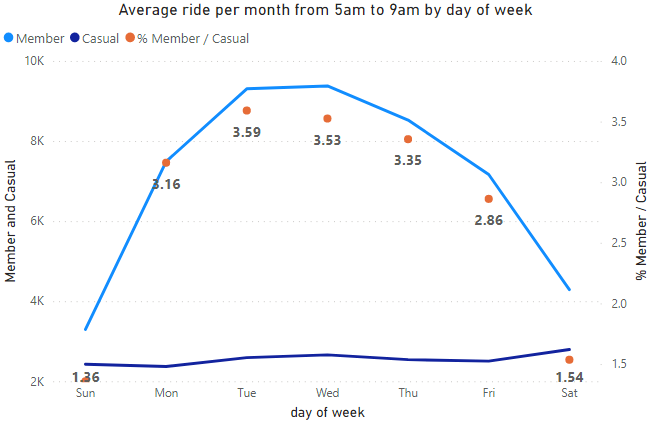 Average ride per month from 5am to 9am by day of week
Member Casual % Member / Casual
10K
8K
6K
4K
2K
Member and Casual
4.0
3.5
3.0
2.5
2.0
1.5
% Member / Casual
1.36
3.16
3.59
3.53
3.35
2.86
1.54
Sun Mon Tue Wed Thu Fri Sat
day of week